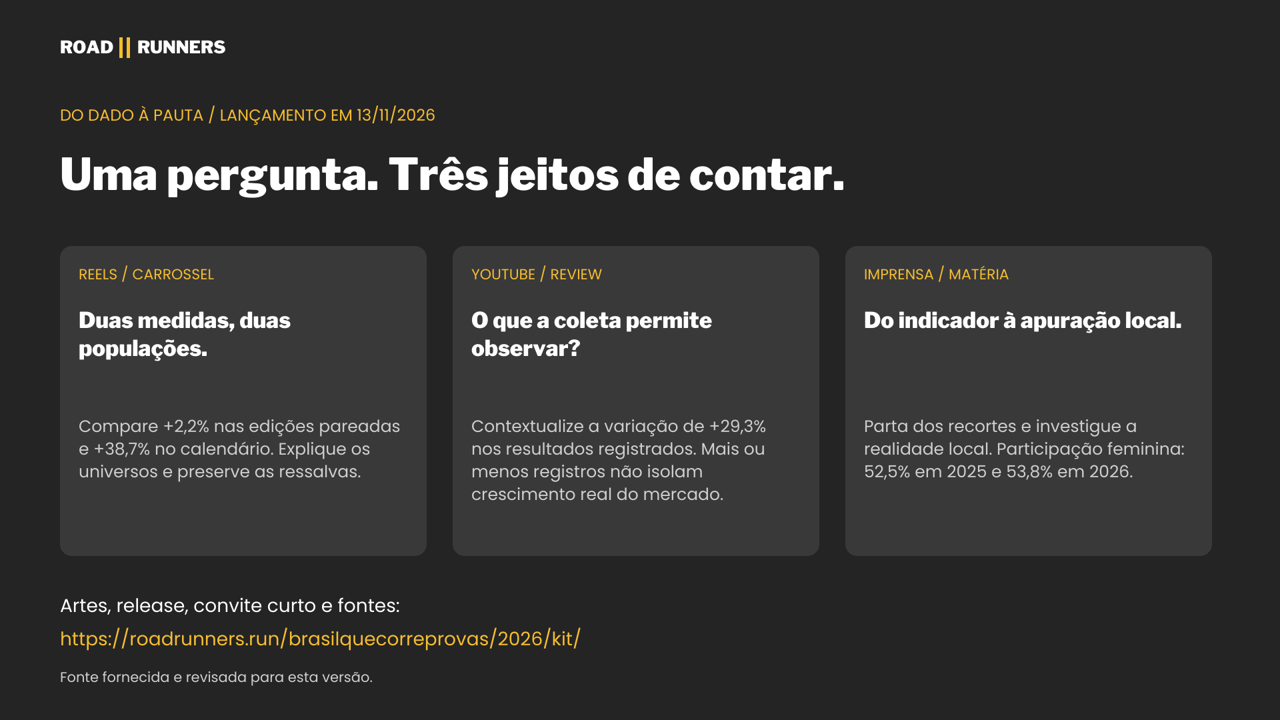 ROAD || RUNNERS
DO DADO À PAUTA / LANÇAMENTO EM 13/11/2026
Uma pergunta. Três jeitos de contar.
REELS / CARROSSEL
Duas medidas, duas
populações.
Compare +2,2% nas edições pareadas
e +38,7% no calendário. Explique os
universos e preserve as ressalvas.
YOUTUBE / REVIEW
O que a coleta permite
observar?
Contextualize a variação de +29,3%
nos resultados registrados. Mais ou
menos registros não isolam
crescimento real do mercado.
IMPRENSA / MATÉRIA
Do indicador à apuração local.
Parta dos recortes e investigue a
realidade local. Participação feminina:
52,5% em 2025 e 53,8% em 2026.
Artes, release, convite curto e fontes:
https://roadrunners.run/brasilquecorreprovas/2026/kit/
Fonte fornecida e revisada para esta versão.